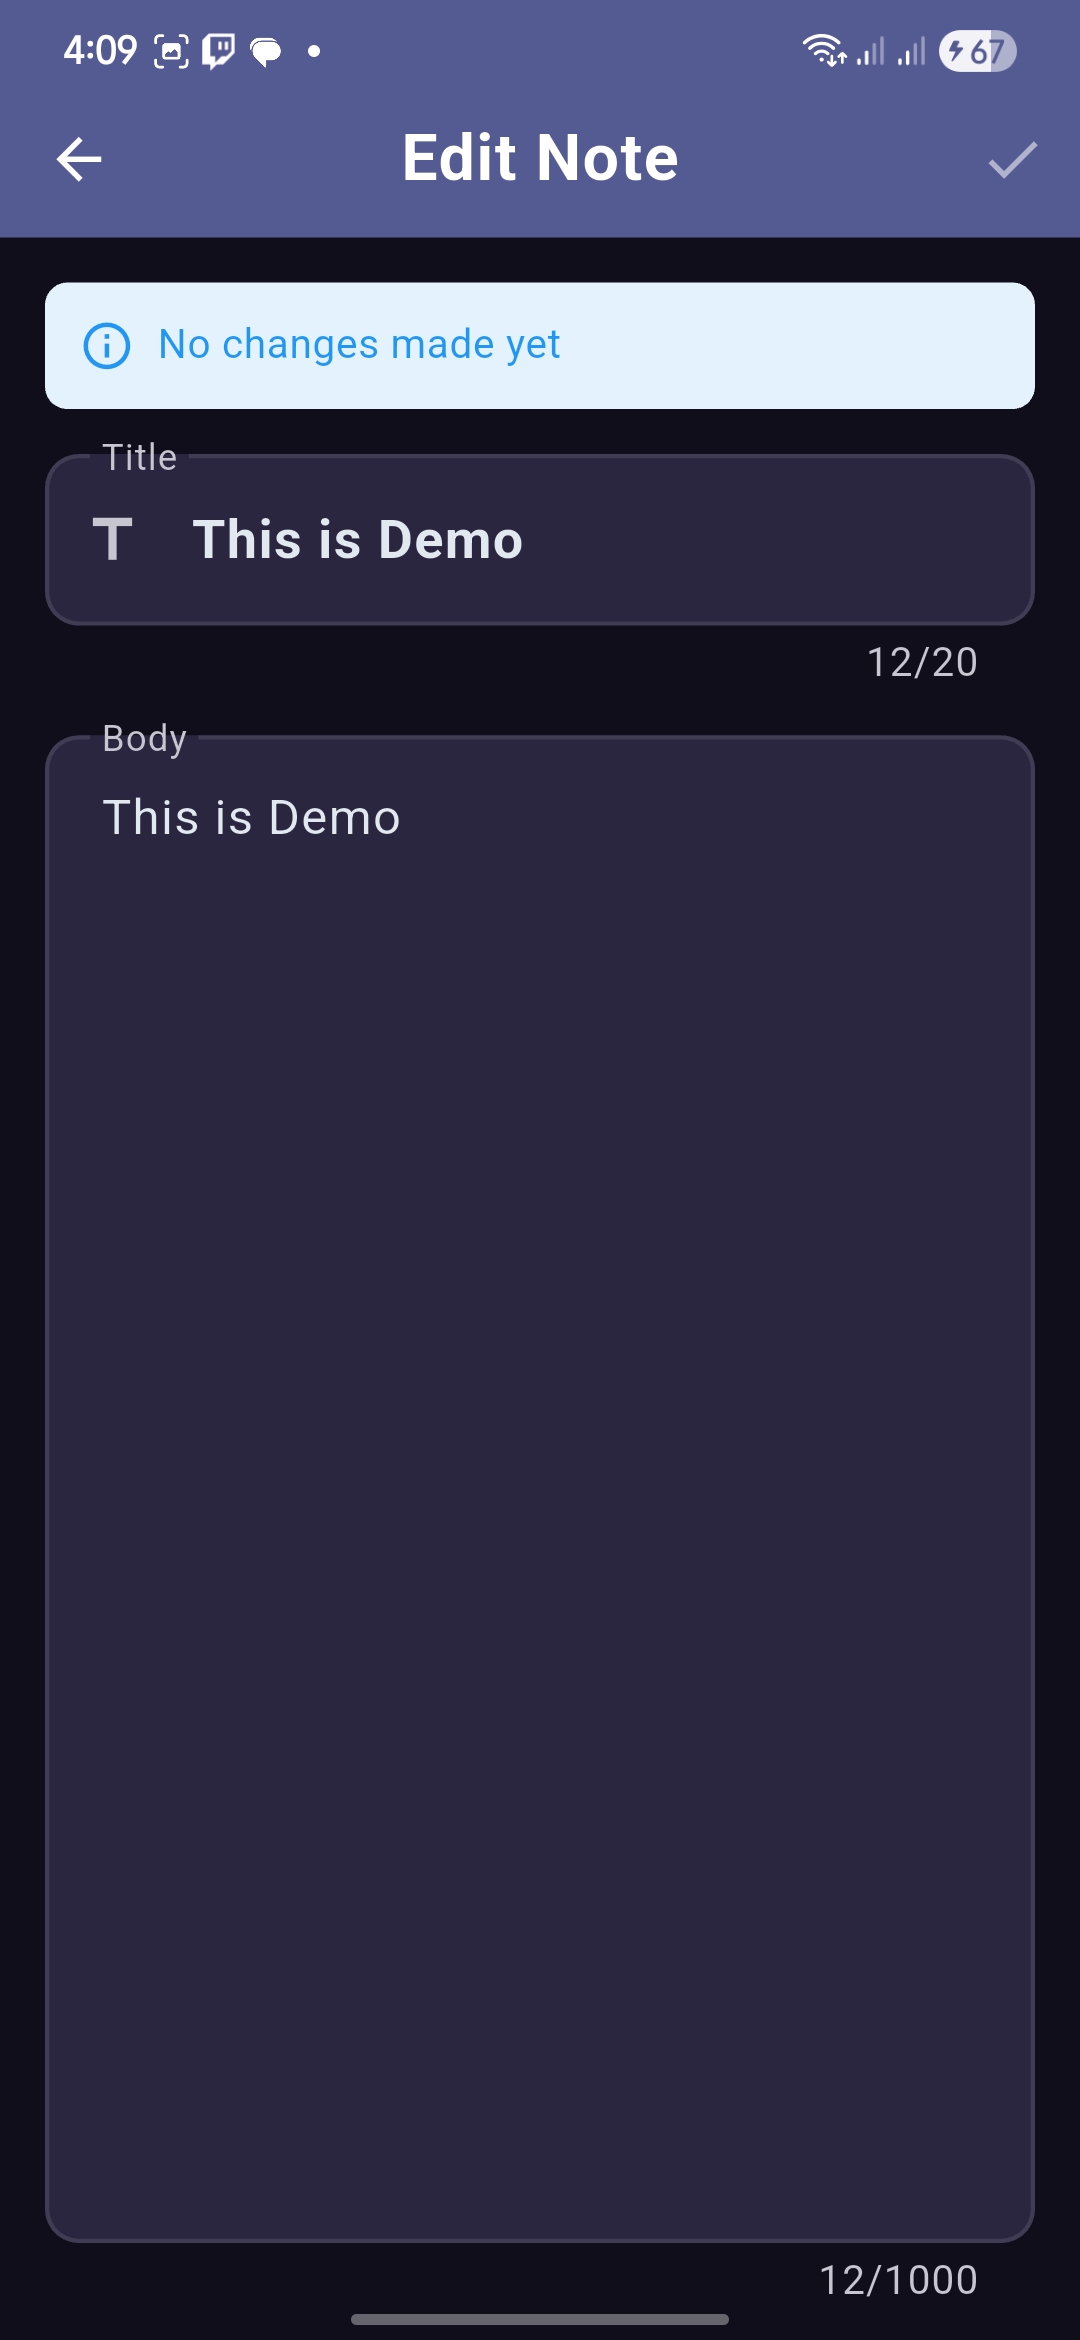 4:09
67
Edit Note
No changes made yet
Title
T This is Demo
12/20
Body
This is Demo
12/1000